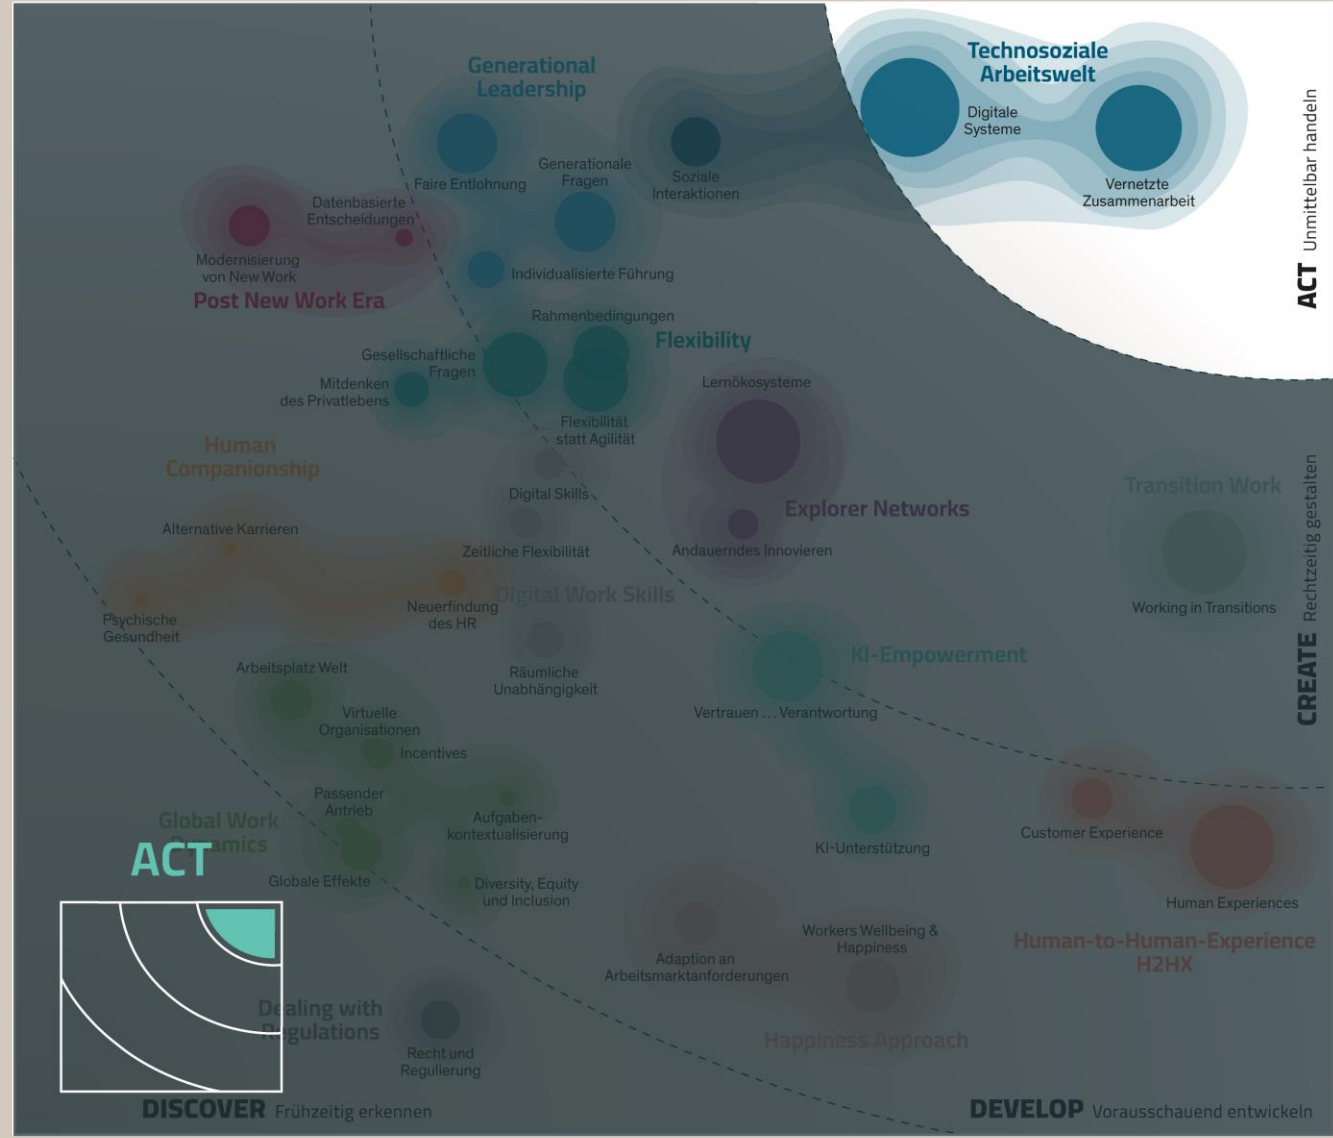 Technosoziale
Arbeitswelt
Digitale
Systeme
Vernetzte
Zusammenarbeit
ACT Unmittelbar handeln
Generational
Leadership
Faire Entlohnung
Generationale
Fragen
Soziale
Interaktionen
Individualisierte Führung
Datenbasierte
Entscheidungen
Modernisierung
von New Work
Post New Work Era
Rahmenbedingungen
Flexibility
Gesellschaftliche
Fragen
Mitdenken
des Privatlebens
Flexibilität
statt Agilität
Lernökosysteme
Explorer Networks
Andauerndes Innovieren
Transition Work
Working in Transitions
CREATE Rechtzeitig gestalten
Human
Companionship
Alternative Karrieren
Psychische
Gesundheit
Neuerfindung
des HR
Digital Skills
Zeitliche Flexibilität
Digital Work Skills
Räumliche
Unabhängigkeit
KI-Empowerment
Vertrauen ... Verantwortung
KI-Unterstützung
Arbeitsplatz Welt
Virtuelle
Organisationen
Incentives
Passender
Antrieb
Aufgaben-
kontextualisierung
Global Work
Dynamics
Globale Effekte
Diversity, Equity
und Inclusion
Customer Experience
Human Experiences
Human-to-Human-Experience
H2HX
Adaption an
Arbeitsmarktanforderungen
Workers Wellbeing &
Happiness
Happiness Approach
Dealing with
Regulations
Recht und
Regulierung
ACT
DISCOVER Frühzeitig erkennen
DEVELOP Vorausschauend entwickeln